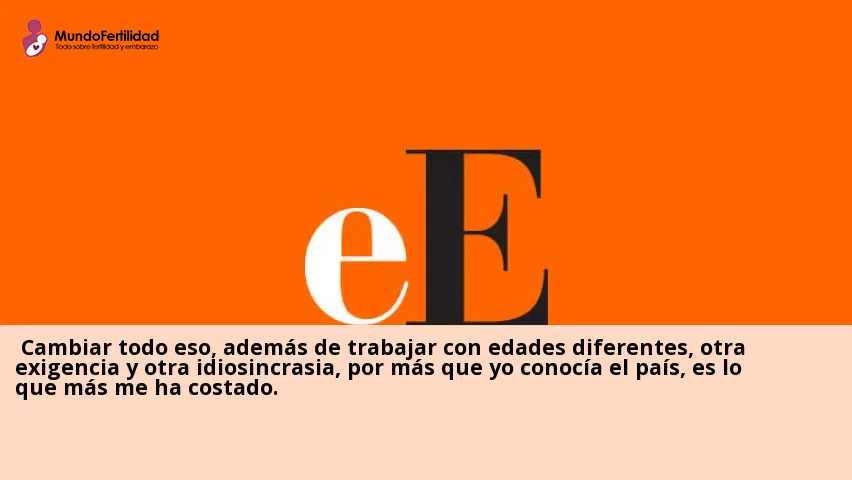 MundoFertilidad
Todo sobre fertilidad y embarazo
eE
Cambiar todo eso, además de trabajar con edades diferentes, otra
exigencia y otra idiosincrasia, por más que yo conocía el país, es lo
que más me ha costado.